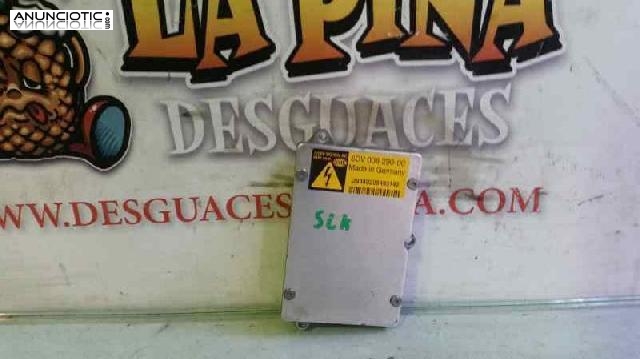 ANUNCIOTIC
LA PIÑA
DESGUACES
WWW.DESGUACES A.COM
5DV 008 290-00
Made in Germany
SLK